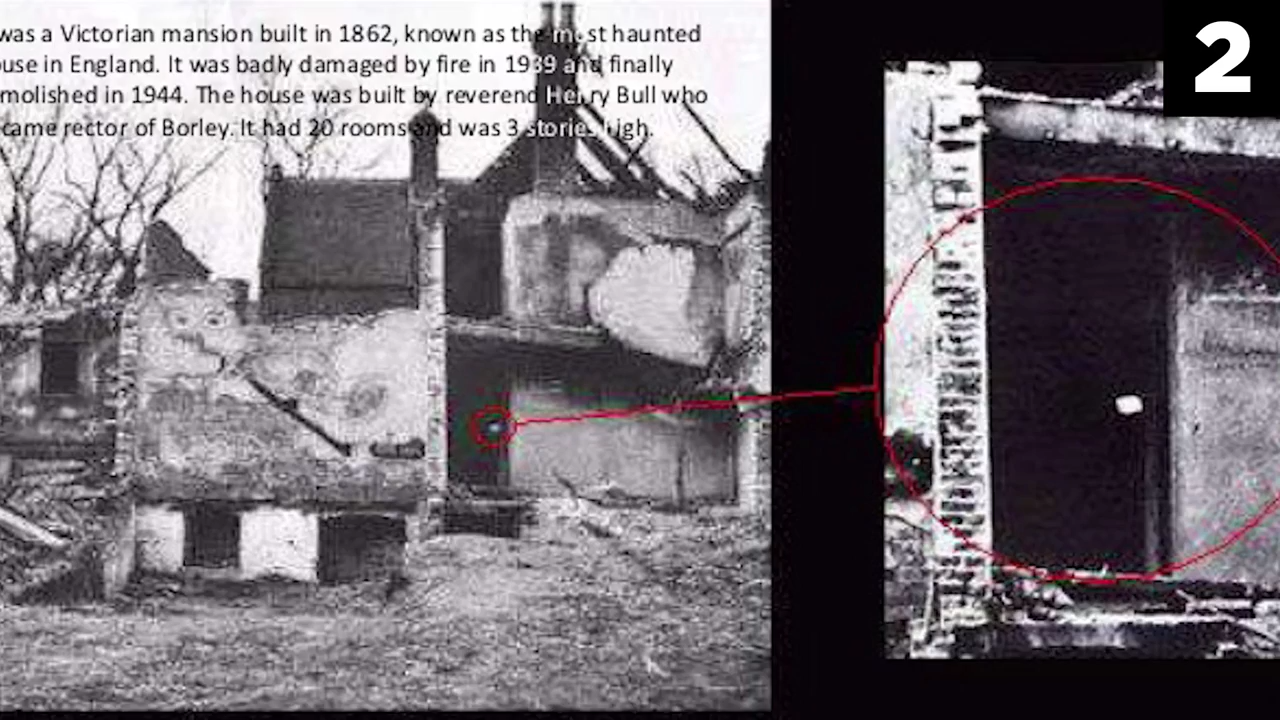 was a Victorian mansion built in 1862, known as the most haunted
use in England. It was badly damaged by fire in 1939 and finally
molished in 1944. The house was built by reverend Henry Bull who
came rector of Borley. It had 20 rooms and was 3 stories high.
2